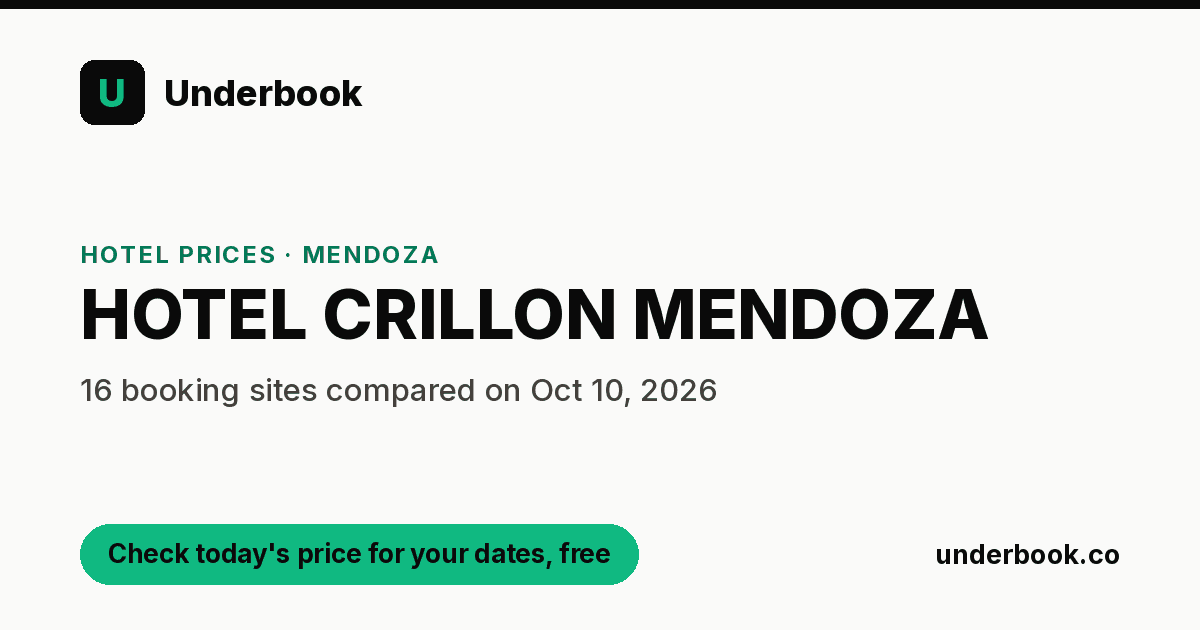 U Underbook
HOTEL PRICES · MENDOZA
HOTEL CRILLON MENDOZA
16 booking sites compared on Oct 10, 2026
Check today's price for your dates, free
underbook.co